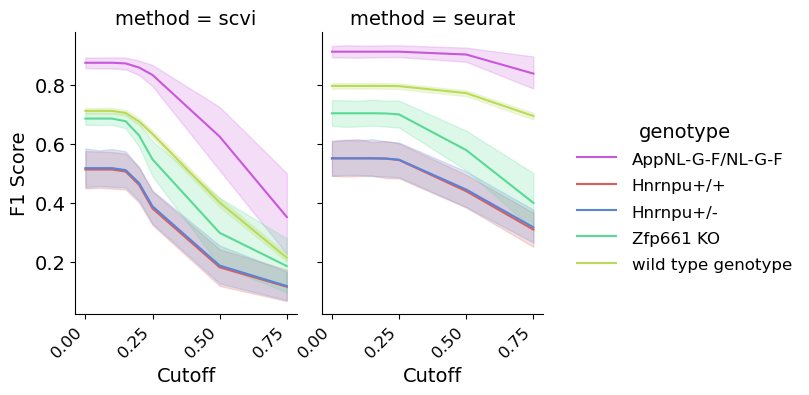 method = scvi
method = seurat
F1 Score
0.8
0.6
0.4
0.2
0.00
0.25
0.50
0.75
0.00
0.25
0.50
0.75
Cutoff
Cutoff
genotype
AppNL-G-F/NL-G-F
Hnrnpu+/+
Hnrnpu+/-
Zfp661 KO
wild type genotype